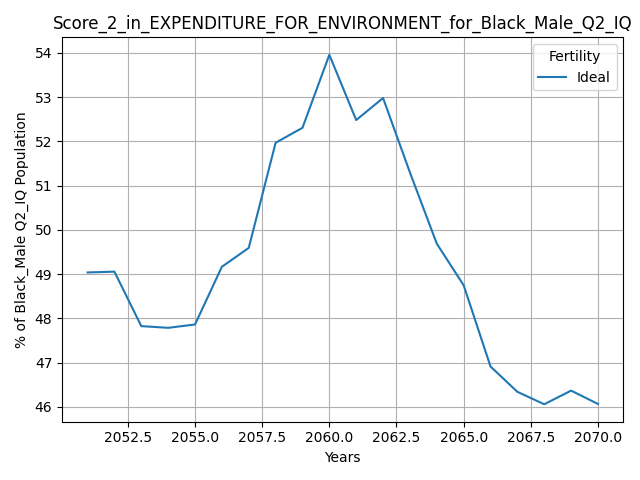 Score_2_in_EXPENDITURE_FOR_ENVIRONMENT_for_Black_Male_Q2_IQ
Fertility
Ideal
% of Black_Male Q2_IQ Population
54
53
52
51
50
49
48
47
46
2052.5 2055.0 2057.5 2060.0 2062.5 2065.0 2067.5 2070.0
Years